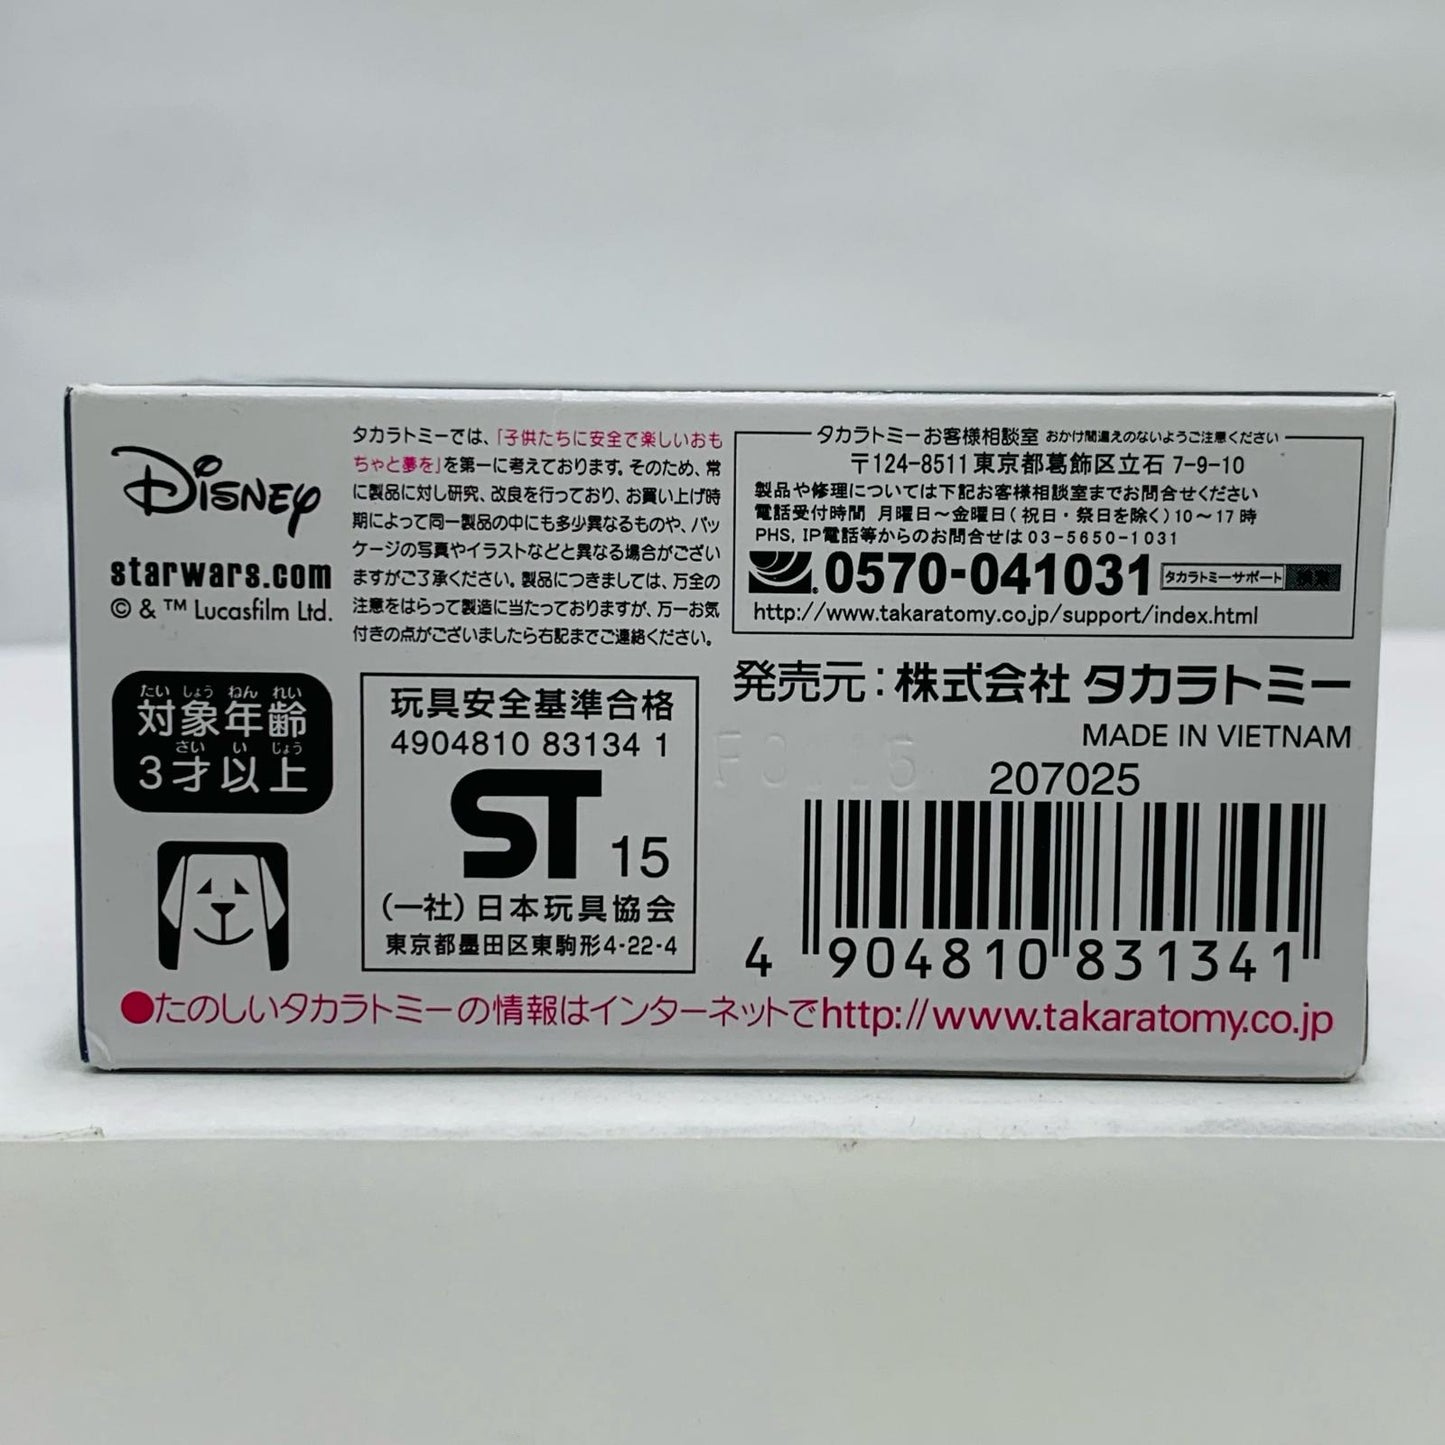 Disney
starwars.com
© & ™ Lucasfilm Ltd.
タカラトミーでは、「子供たちに安全で楽しいおも
ちゃと夢を」を第一に考えております。そのため、常
に製品に対し研究、改良を行っており、お買い上げ時
期によって同一製品の中にも多少異なるものや、パッ
ケージの写真やイラストなどと異なる場合がござい
ますがご了承ください。製品につきましては、万全の
注意をはらって製造に当たっておりますが、万一お気
付きの点がございましたら右記までご連絡ください。
タカラトミーお客様相談室 おかけ間違えのないようご注意ください
〒124-8511 東京都葛飾区立石 7-9-10
製品や修理については下記お客様相談室までお問合せください
電話受付時間 月曜日〜金曜日(祝日・祭日を除く)10〜17時
PHS, IP電話等からのお問合せは 03-5650-1031
0570-041031 タカラトミーサポート 検索
http://www.takaratomy.co.jp/support/index.html
たい しょう ねん れい
対象年齢
さい い じょう
3才以上
玩具安全基準合格
4904810 83134 1
ST 15
(一社)日本玩具協会
東京都墨田区東駒形4-22-4
発売元:株式会社 タカラトミー
MADE IN VIETNAM
207025
4 904810 831341
●たのしいタカラトミーの情報はインターネットでhttp://www.takaratomy.co.jp